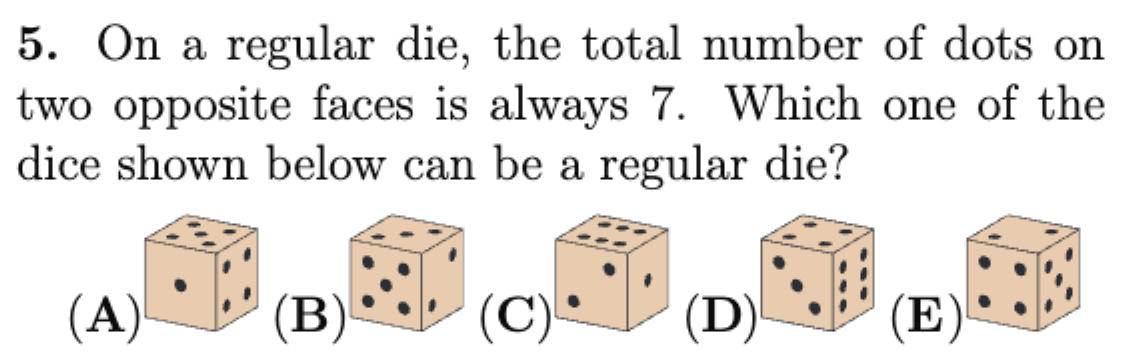 5. On a regular die, the total number of dots on
two opposite faces is always 7. Which one of the
dice shown below can be a regular die?
(A) (B) (C) (D) (E)